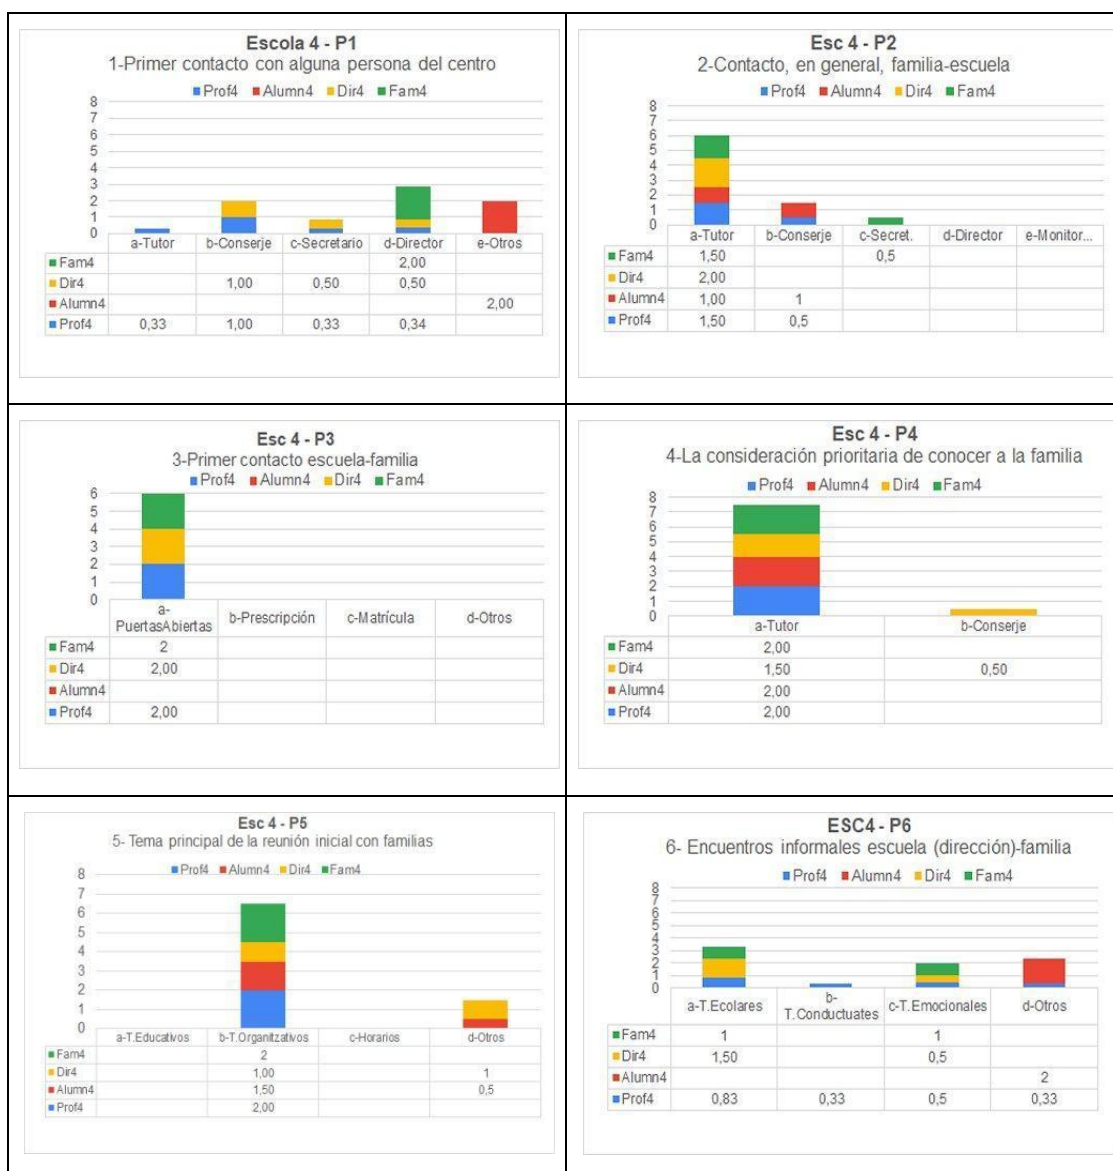 Escola 4 - P1
1-Primer contacto con alguna persona del centro
Prof4 Alumn4 Dir4 Fam4
8
7
6
5
4
3
2
1
0
a-Tutor b-Conserje c-Secretario d-Director e-Otros
Fam4 2,00
Dir4 1,00 0,50 0,50
Alumn4 2,00
Prof4 0,33 1,00 0,33 0,34
Esc 4 - P2
2-Contacto, en general, familia-escuela
Prof4 Alumn4 Dir4 Fam4
8
7
6
5
4
3
2
1
0
a-Tutor b-Conserje c-Secret. d-Director e-Monitor...
Fam4 1,50 0,5
Dir4 2,00
Alumn4 1,00 1
Prof4 1,50 0,5
Esc 4 - P3
3-Primer contacto escuela-familia
Prof4 Alumn4 Dir4 Fam4
6
5
4
3
2
1
0
a-
PuertasAbiertas b-Prescripción c-Matrícula d-Otros
Fam4 2
Dir4 2,00
Alumn4
Prof4 2,00
Esc 4 - P4
4-La consideración prioritaria de conocer a la familia
Prof4 Alumn4 Dir4 Fam4
8
7
6
5
4
3
2
1
0
a-Tutor b-Conserje
Fam4 2,00
Dir4 1,50 0,50
Alumn4 2,00
Prof4 2,00
Esc 4 - P5
5- Tema principal de la reunión inicial con familias
Prof4 Alumn4 Dir4 Fam4
8
7
6
5
4
3
2
1
0
a-T.Educativos b-T.Organitzativos c-Horarios d-Otros
Fam4 2
Dir4 1,00 1
Alumn4 1,50 0,5
Prof4 2,00
ESC4 - P6
6- Encuentros informales escuela (dirección)-familia
Prof4 Alumn4 Dir4 Fam4
8
7
6
5
4
3
2
1
0
a-T.Ecolares b-
T.Conductuates c-T.Emocionales d-Otros
Fam4 1 1
Dir4 1,50 0,5
Alumn4 2
Prof4 0,83 0,33 0,5 0,33